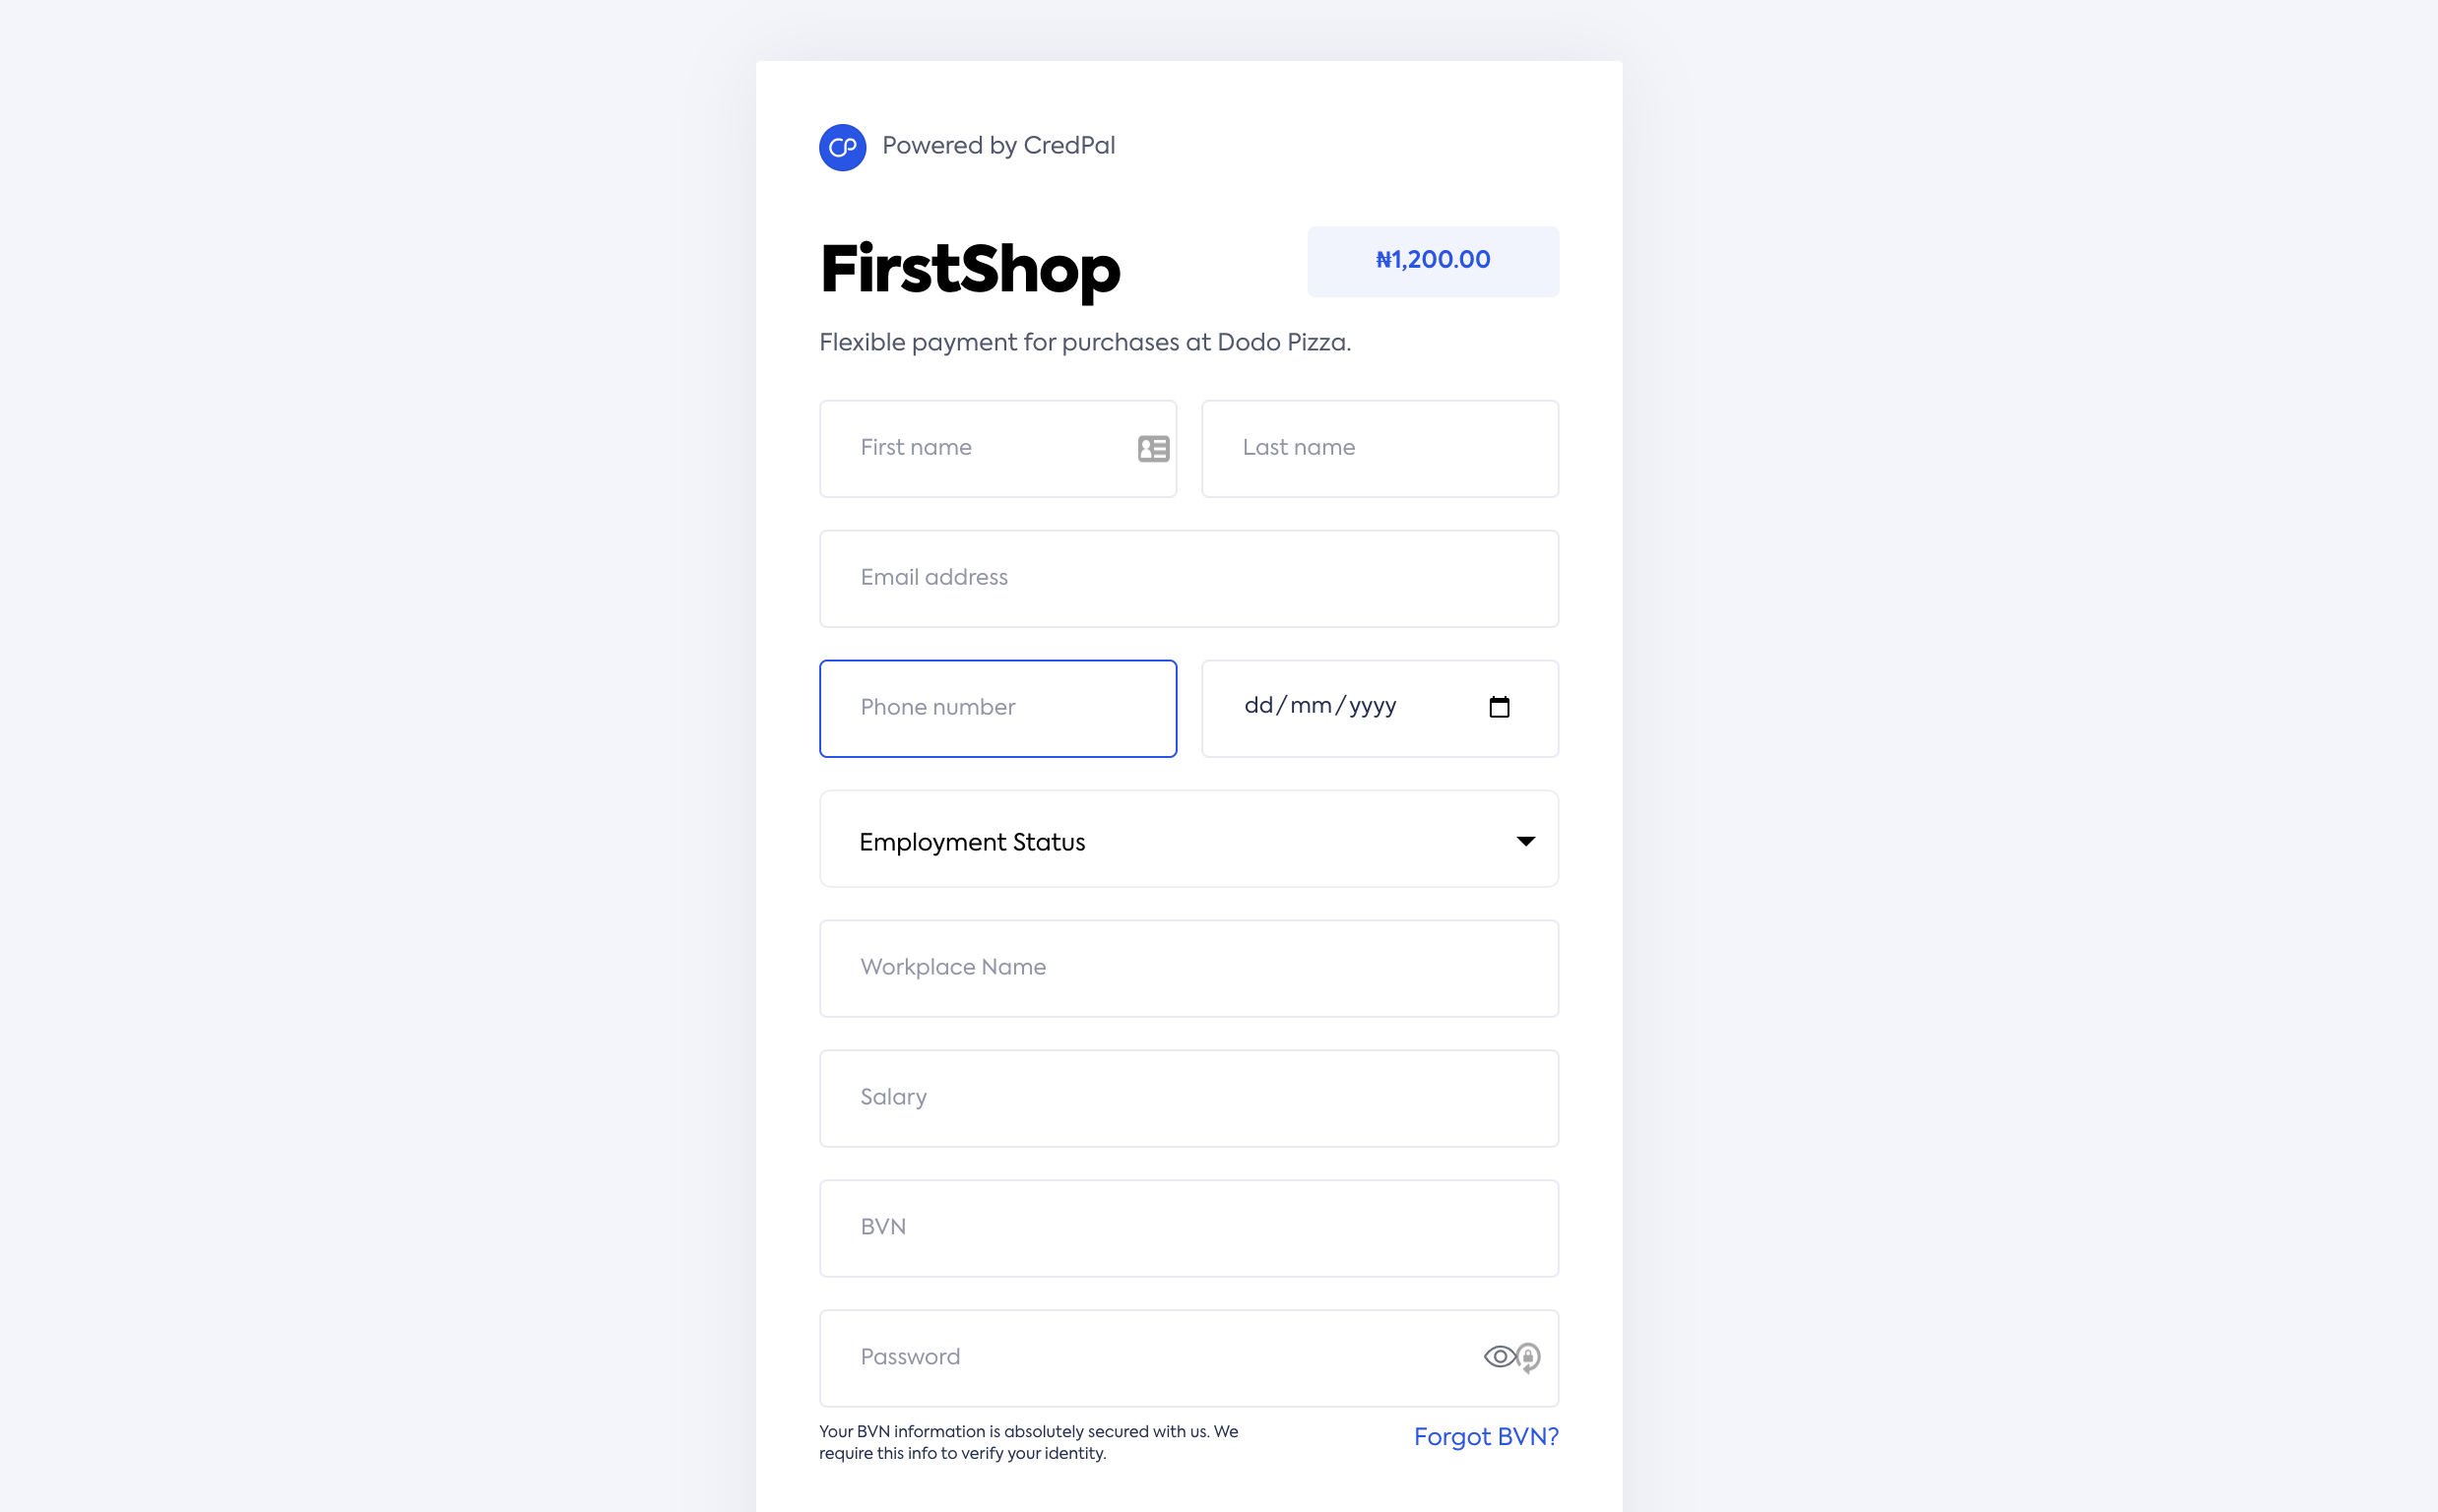 CP
Powered by CredPal
FirstShop
₦1,200.00
Flexible payment for purchases at Dodo Pizza.
First name
Last name
Email address
Phone number
dd/mm/yyyy
Employment Status
Workplace Name
Salary
BVN
Password
Your BVN information is absolutely secured with us. We
require this info to verify your identity.
Forgot BVN?